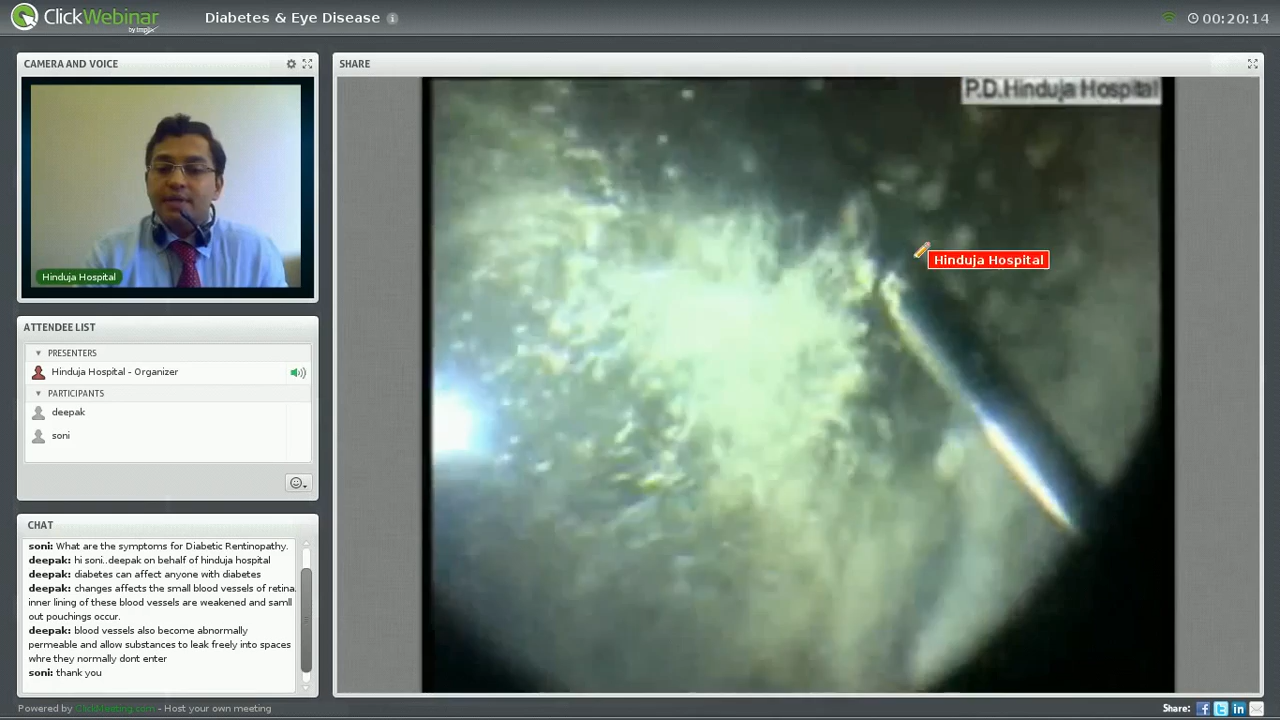 ClickWebinar
by Implix
Diabetes & Eye Disease
00:20:14
CAMERA AND VOICE
Hinduja Hospital
ATTENDEE LIST
PRESENTERS
Hinduja Hospital - Organizer
PARTICIPANTS
deepak
soni
CHAT
soni: What are the symptoms for Diabetic Rentinopathy.
deepak: hi soni..deepak on behalf of hinduja hospital
deepak: diabetes can affect anyone with diabetes
deepak: changes affects the small blood vessels of retina.
inner lining of these blood vessels are weakened and samll
out pouchings occur.
deepak: blood vessels also become abnormally
permeable and allow substances to leak freely into spaces
whre they normally dont enter
soni: thank you
SHARE
P.D.Hinduja Hospital
Hinduja Hospital
Powered by ClickMeeting.com - Host your own meeting
Share: